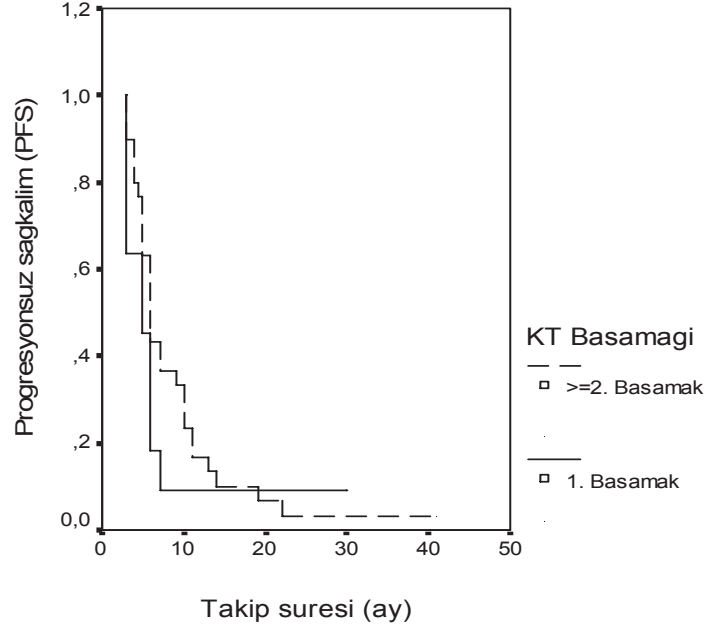 1,2
1,0
,8
,6
,4
,2
0,0
Progresyonsuz sagkalim (PFS)
0 10 20 30 40 50
Takip suresi (ay)
KT Basamagi
>=2. Basamak
1. Basamak